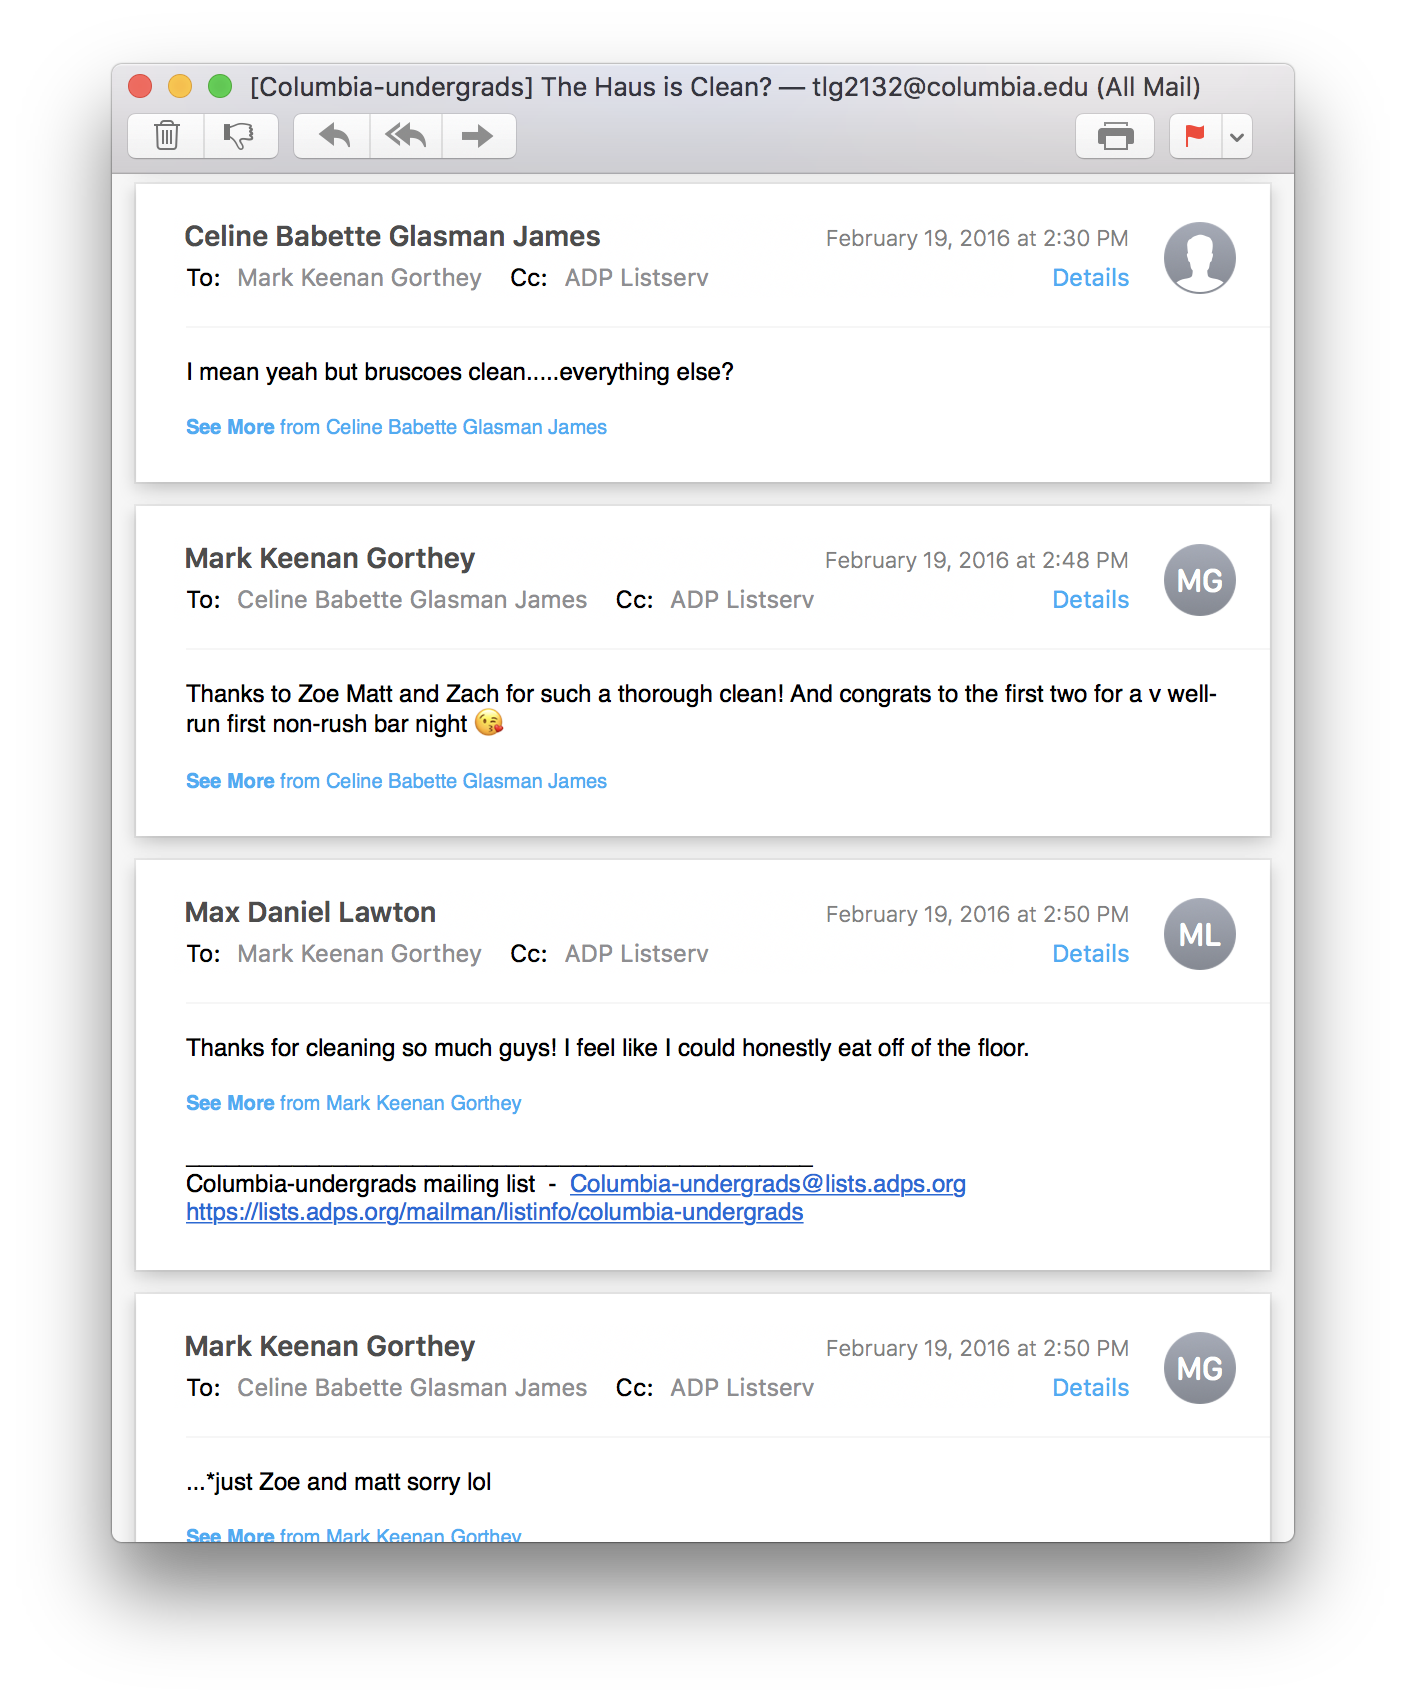 [Columbia-undergrads] The Haus is Clean? — tlg2132@columbia.edu (All Mail)
Celine Babette Glasman James
February 19, 2016 at 2:30 PM
To: Mark Keenan Gorthey Cc: ADP Listserv
Details
I mean yeah but bruscoes clean.....everything else?
See More from Celine Babette Glasman James
Mark Keenan Gorthey
February 19, 2016 at 2:48 PM
MG
To: Celine Babette Glasman James Cc: ADP Listserv
Details
Thanks to Zoe Matt and Zach for such a thorough clean! And congrats to the first two for a v well-
run first non-rush bar night 😘
See More from Celine Babette Glasman James
Max Daniel Lawton
February 19, 2016 at 2:50 PM
ML
To: Mark Keenan Gorthey Cc: ADP Listserv
Details
Thanks for cleaning so much guys! I feel like I could honestly eat off of the floor.
See More from Mark Keenan Gorthey
_______________________________________________
Columbia-undergrads mailing list - Columbia-undergrads@lists.adps.org
https://lists.adps.org/mailman/listinfo/columbia-undergrads
Mark Keenan Gorthey
February 19, 2016 at 2:50 PM
MG
To: Celine Babette Glasman James Cc: ADP Listserv
Details
...*just Zoe and matt sorry lol
See More from Mark Keenan Gorthey